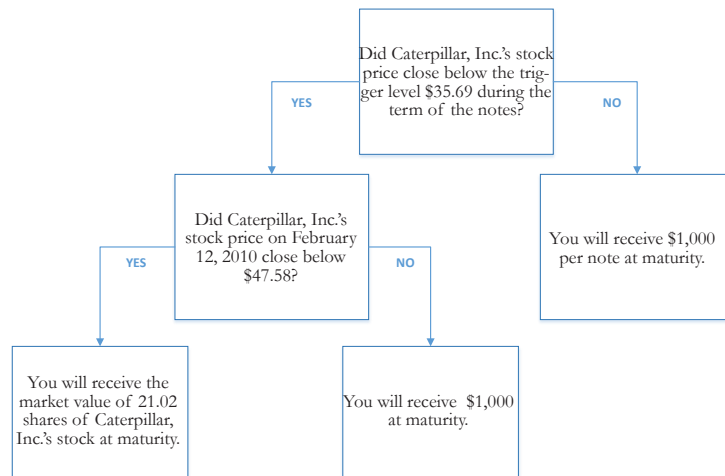 Did Caterpillar, Inc.'s stock
price close below the trig-
ger level $35.69 during the
term of the notes?
YES
NO
Did Caterpillar, Inc.'s
stock price on February
12, 2010 close below
$47.58?
You will receive $1,000
per note at maturity.
YES
NO
You will receive the
market value of 21.02
shares of Caterpillar,
Inc.'s stock at maturity.
You will receive $1,000
at maturity.